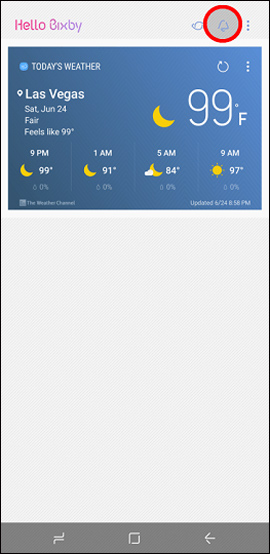 Hello Bixby
TODAY'S WEATHER
Las Vegas
Sat, Jun 24
Fair
Feels like 99°
99°F
9 PM 1 AM 5 AM 9 AM
99° 91° 84° 97°
0% 0% 0% 0%
The Weather Channel Updated 6/24 8:58 PM